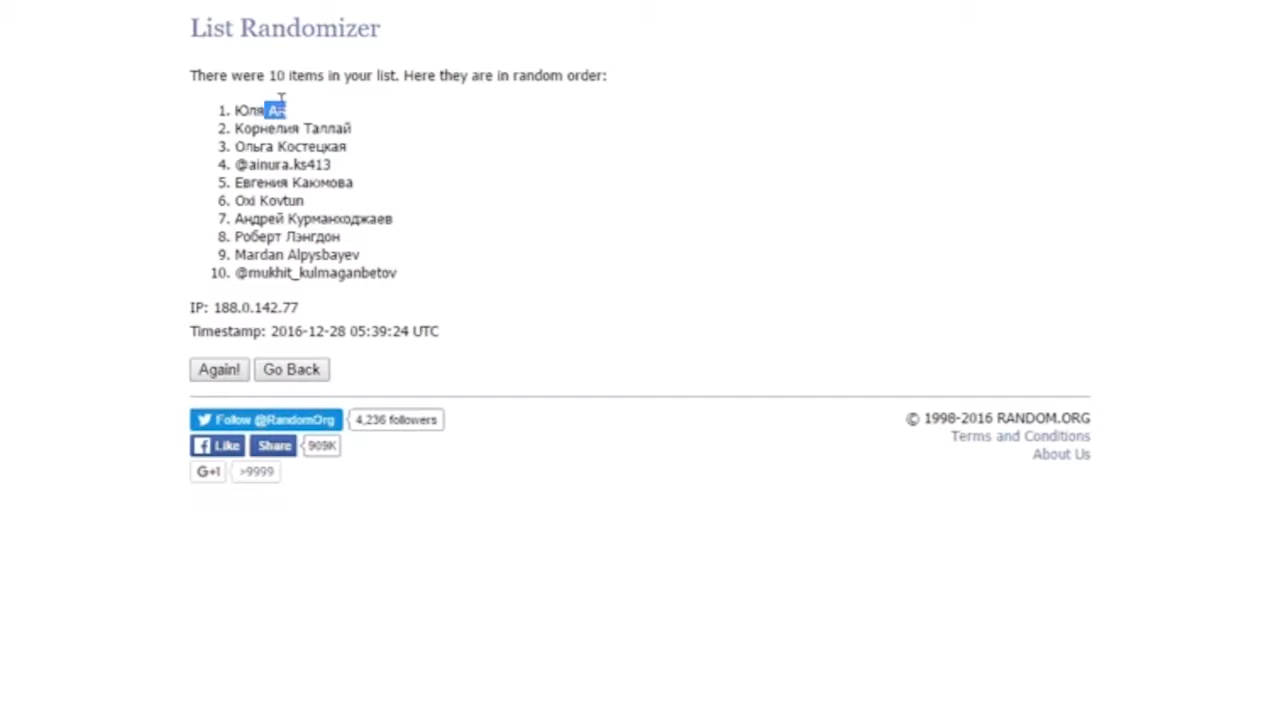 List Randomizer
There were 10 items in your list. Here they are in random order:
1. Юля Ан
2. Корнелия Таллай
3. Ольга Костецкая
4. @ainura.ks413
5. Евгения Каюмова
6. Oxi Kovtun
7. Андрей Курманходжаев
8. Роберт Лэнгдон
9. Mardan Alpysbayev
10. @mukhit_kulmaganbetov
IP: 188.0.142.77
Timestamp: 2016-12-28 05:39:24 UTC
Again! Go Back
Follow @RandomOrg 4,236 followers
Like Share 909K
G+1 >9999
© 1998-2016 RANDOM.ORG
Terms and Conditions
About Us